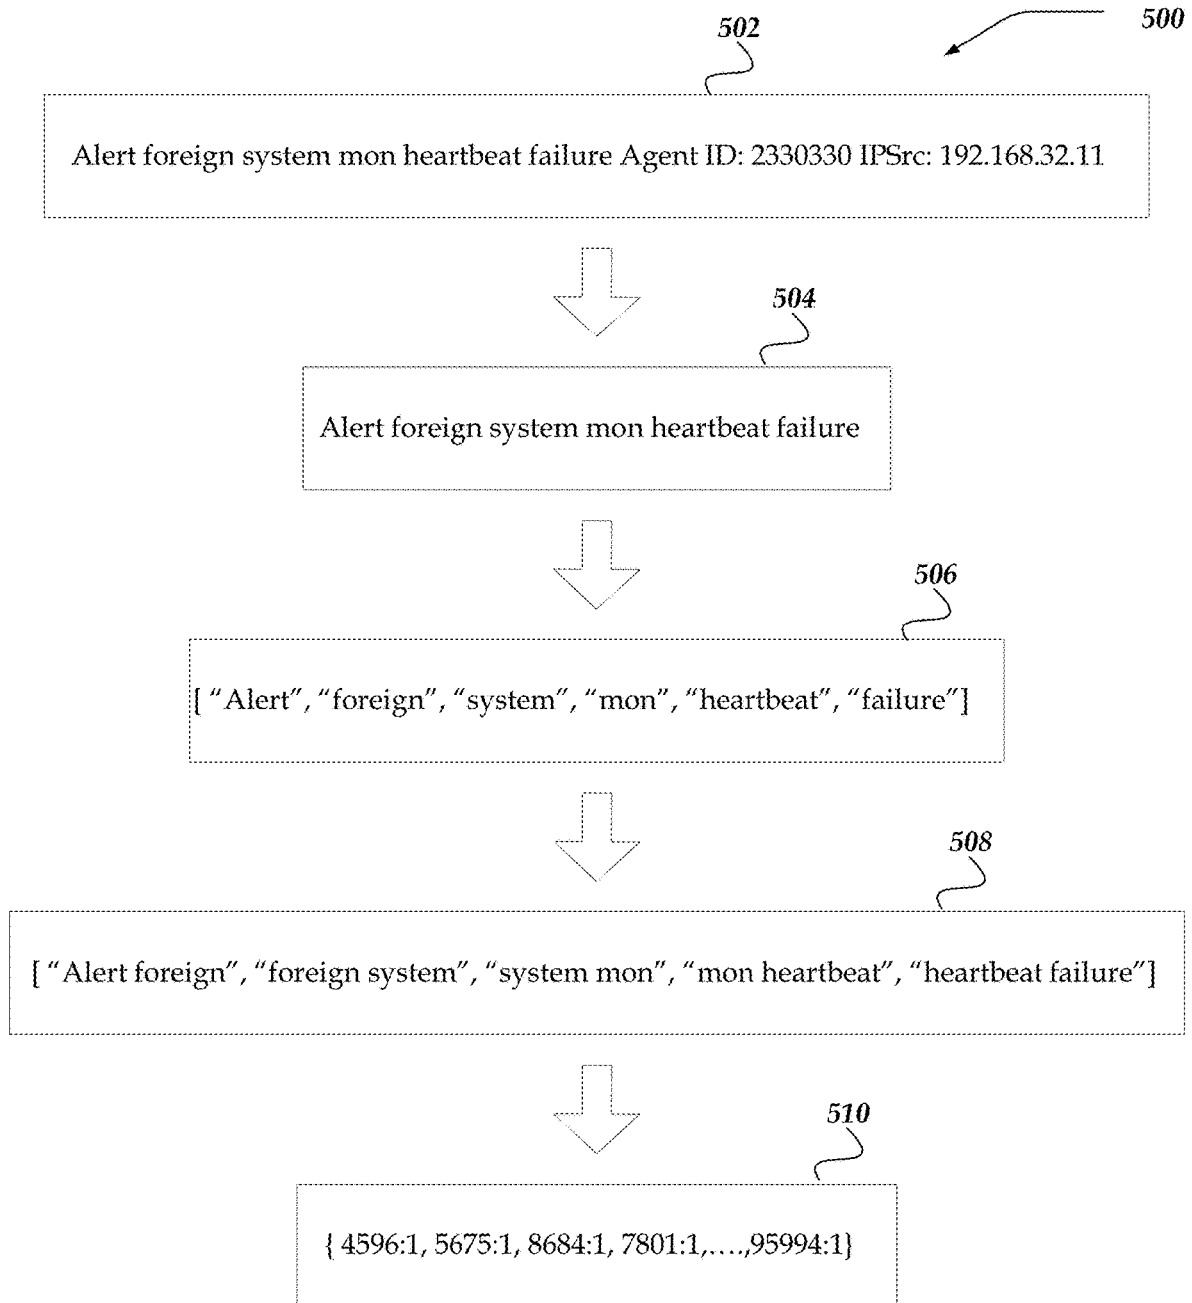 500
502
Alert foreign system mon heartbeat failure Agent ID: 2330330 IPSrc: 192.168.32.11
504
Alert foreign system mon heartbeat failure
506
[ “Alert”, “foreign”, “system”, “mon”, “heartbeat”, “failure”]
508
[ “Alert foreign”, “foreign system”, “system mon”, “mon heartbeat”, “heartbeat failure”]
510
{ 4596:1, 5675:1, 8684:1, 7801:1,….,95994:1}